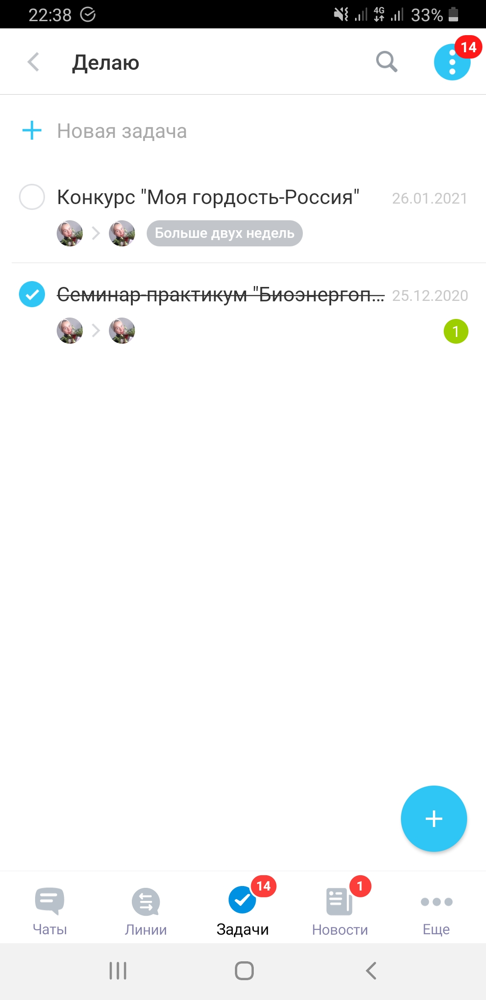 22:38 4G 33%
Делаю 14
Новая задача
Конкурс "Моя гордость-Россия" 26.01.2021
Больше двух недель
Семинар-практикум "Биоэнергоп... 25.12.2020
1
14 1
Чаты Линии Задачи Новости Еще